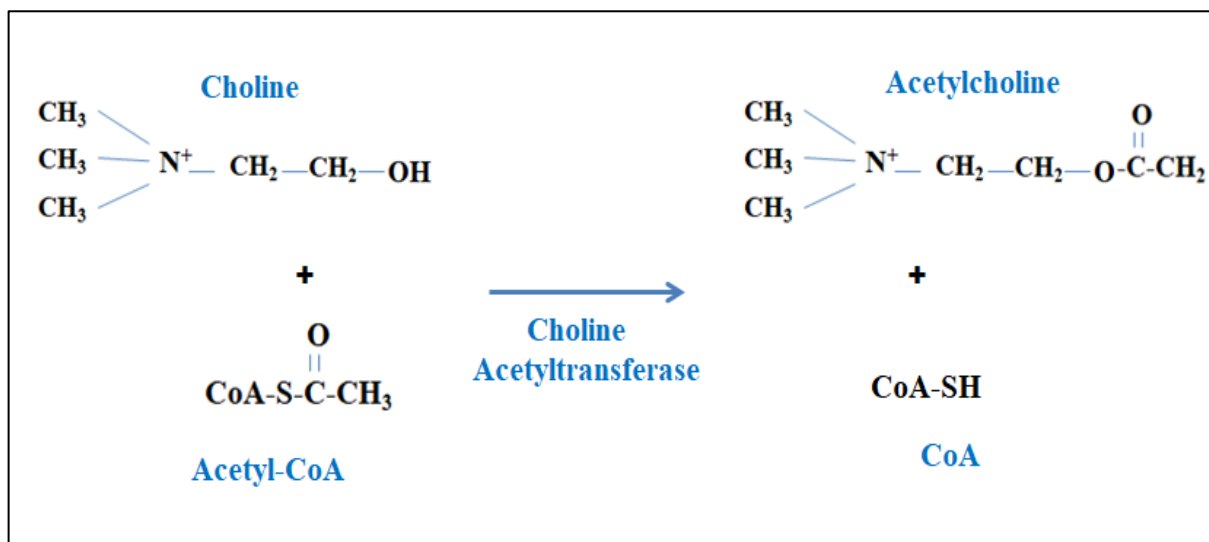 Choline
CH₃
CH₃ N⁺ CH₂—CH₂—OH
CH₃
+
O
||
CoA-S-C-CH₃
Acetyl-CoA
Choline
Acetyltransferase
Acetylcholine
O
||
CH₃
CH₃ N⁺ CH₂—CH₂—O-C-CH₂
CH₃
+
CoA-SH
CoA